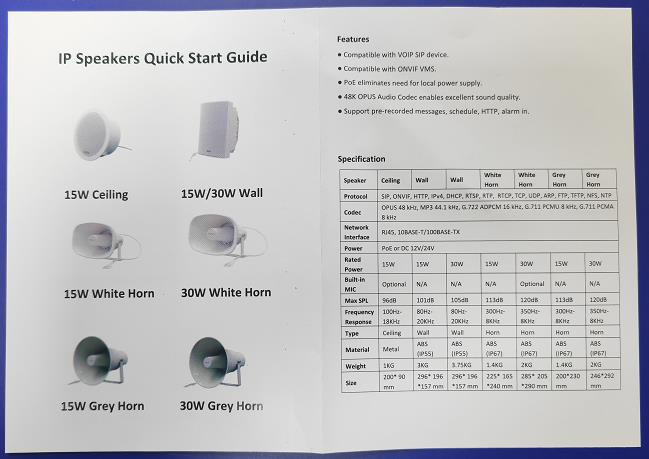 IP Speakers Quick Start Guide
15W Ceiling
15W/30W Wall
15W White Horn
30W White Horn
15W Grey Horn
30W Grey Horn
Features
● Compatible with VOIP SIP device.
● Compatible with ONVIF VMS.
● PoE eliminates need for local power supply.
● 48K OPUS Audio Codec enables excellent sound quality.
● Support pre-recorded messages, schedule, HTTP, alarm in.
Specification
Speaker Ceiling Wall Wall White Horn White Horn Grey Horn Grey Horn
Protocol SIP, ONVIF, HTTP, IPv4, DHCP, RTSP, RTP, RTCP, TCP, UDP, ARP, FTP, TFTP, NFS, NTP
Codec OPUS 48 kHz, MP3 44.1 kHz, G.722 ADPCM 16 kHz, G.711 PCMU 8 kHz, G.711 PCMA
8 kHz
Network Interface RJ45, 10BASE-T/100BASE-TX
Power PoE or DC 12V/24V
Rated Power 15W 15W 30W 15W 30W 15W 30W
Built-in MIC Optional N/A N/A N/A Optional N/A N/A
Max SPL 96dB 101dB 105dB 113dB 120dB 113dB 120dB
Frequency Response 100Hz-18KHz 80Hz-20KHz 80Hz-20KHz 300Hz-8KHz 350Hz-8KHz 300Hz-8KHz 350Hz-8KHz
Type Ceiling Wall Wall Horn Horn Horn Horn
Material Metal ABS (IP55) ABS (IP55) ABS (IP67) ABS (IP67) ABS (IP67) ABS (IP67)
Weight 1KG 3KG 3.75KG 1.4KG 2KG 1.4KG 2KG
Size 200* 90 mm 296* 196 *157 mm 296* 196 *157 mm 225* 165 *240 mm 285* 205 *290 mm 200*230 mm 246*292 mm